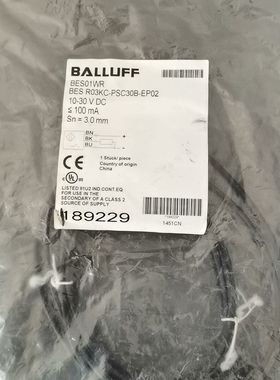 BALLUFF
BES01WR
BES R03KC-PSC30B-EP02
10-30 V DC
≤ 100 mA
Sn = 3.0 mm
BN
BK
BU
1 Stück/ piece
Country of origin
China
LISTED 81U2 IND.CONT.EQ
FOR USE IN THE
SECONDARY OF A CLASS 2
SOURCE OF SUPPLY
189229
1451CN